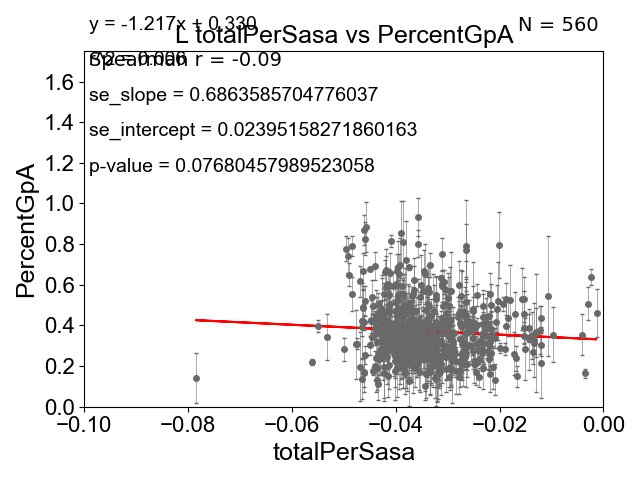 y = -1.217x + 0.330
N = 560
L totalPerSasa vs PercentGpA
Spearman r = -0.09
se_slope = 0.6863585704776037
se_intercept = 0.02395158271860163
p-value = 0.07680457989523058
PercentGpA
1.6
1.4
1.2
1.0
0.8
0.6
0.4
0.2
0.0
−0.10
−0.08
−0.06
−0.04
−0.02
0.00
totalPerSasa